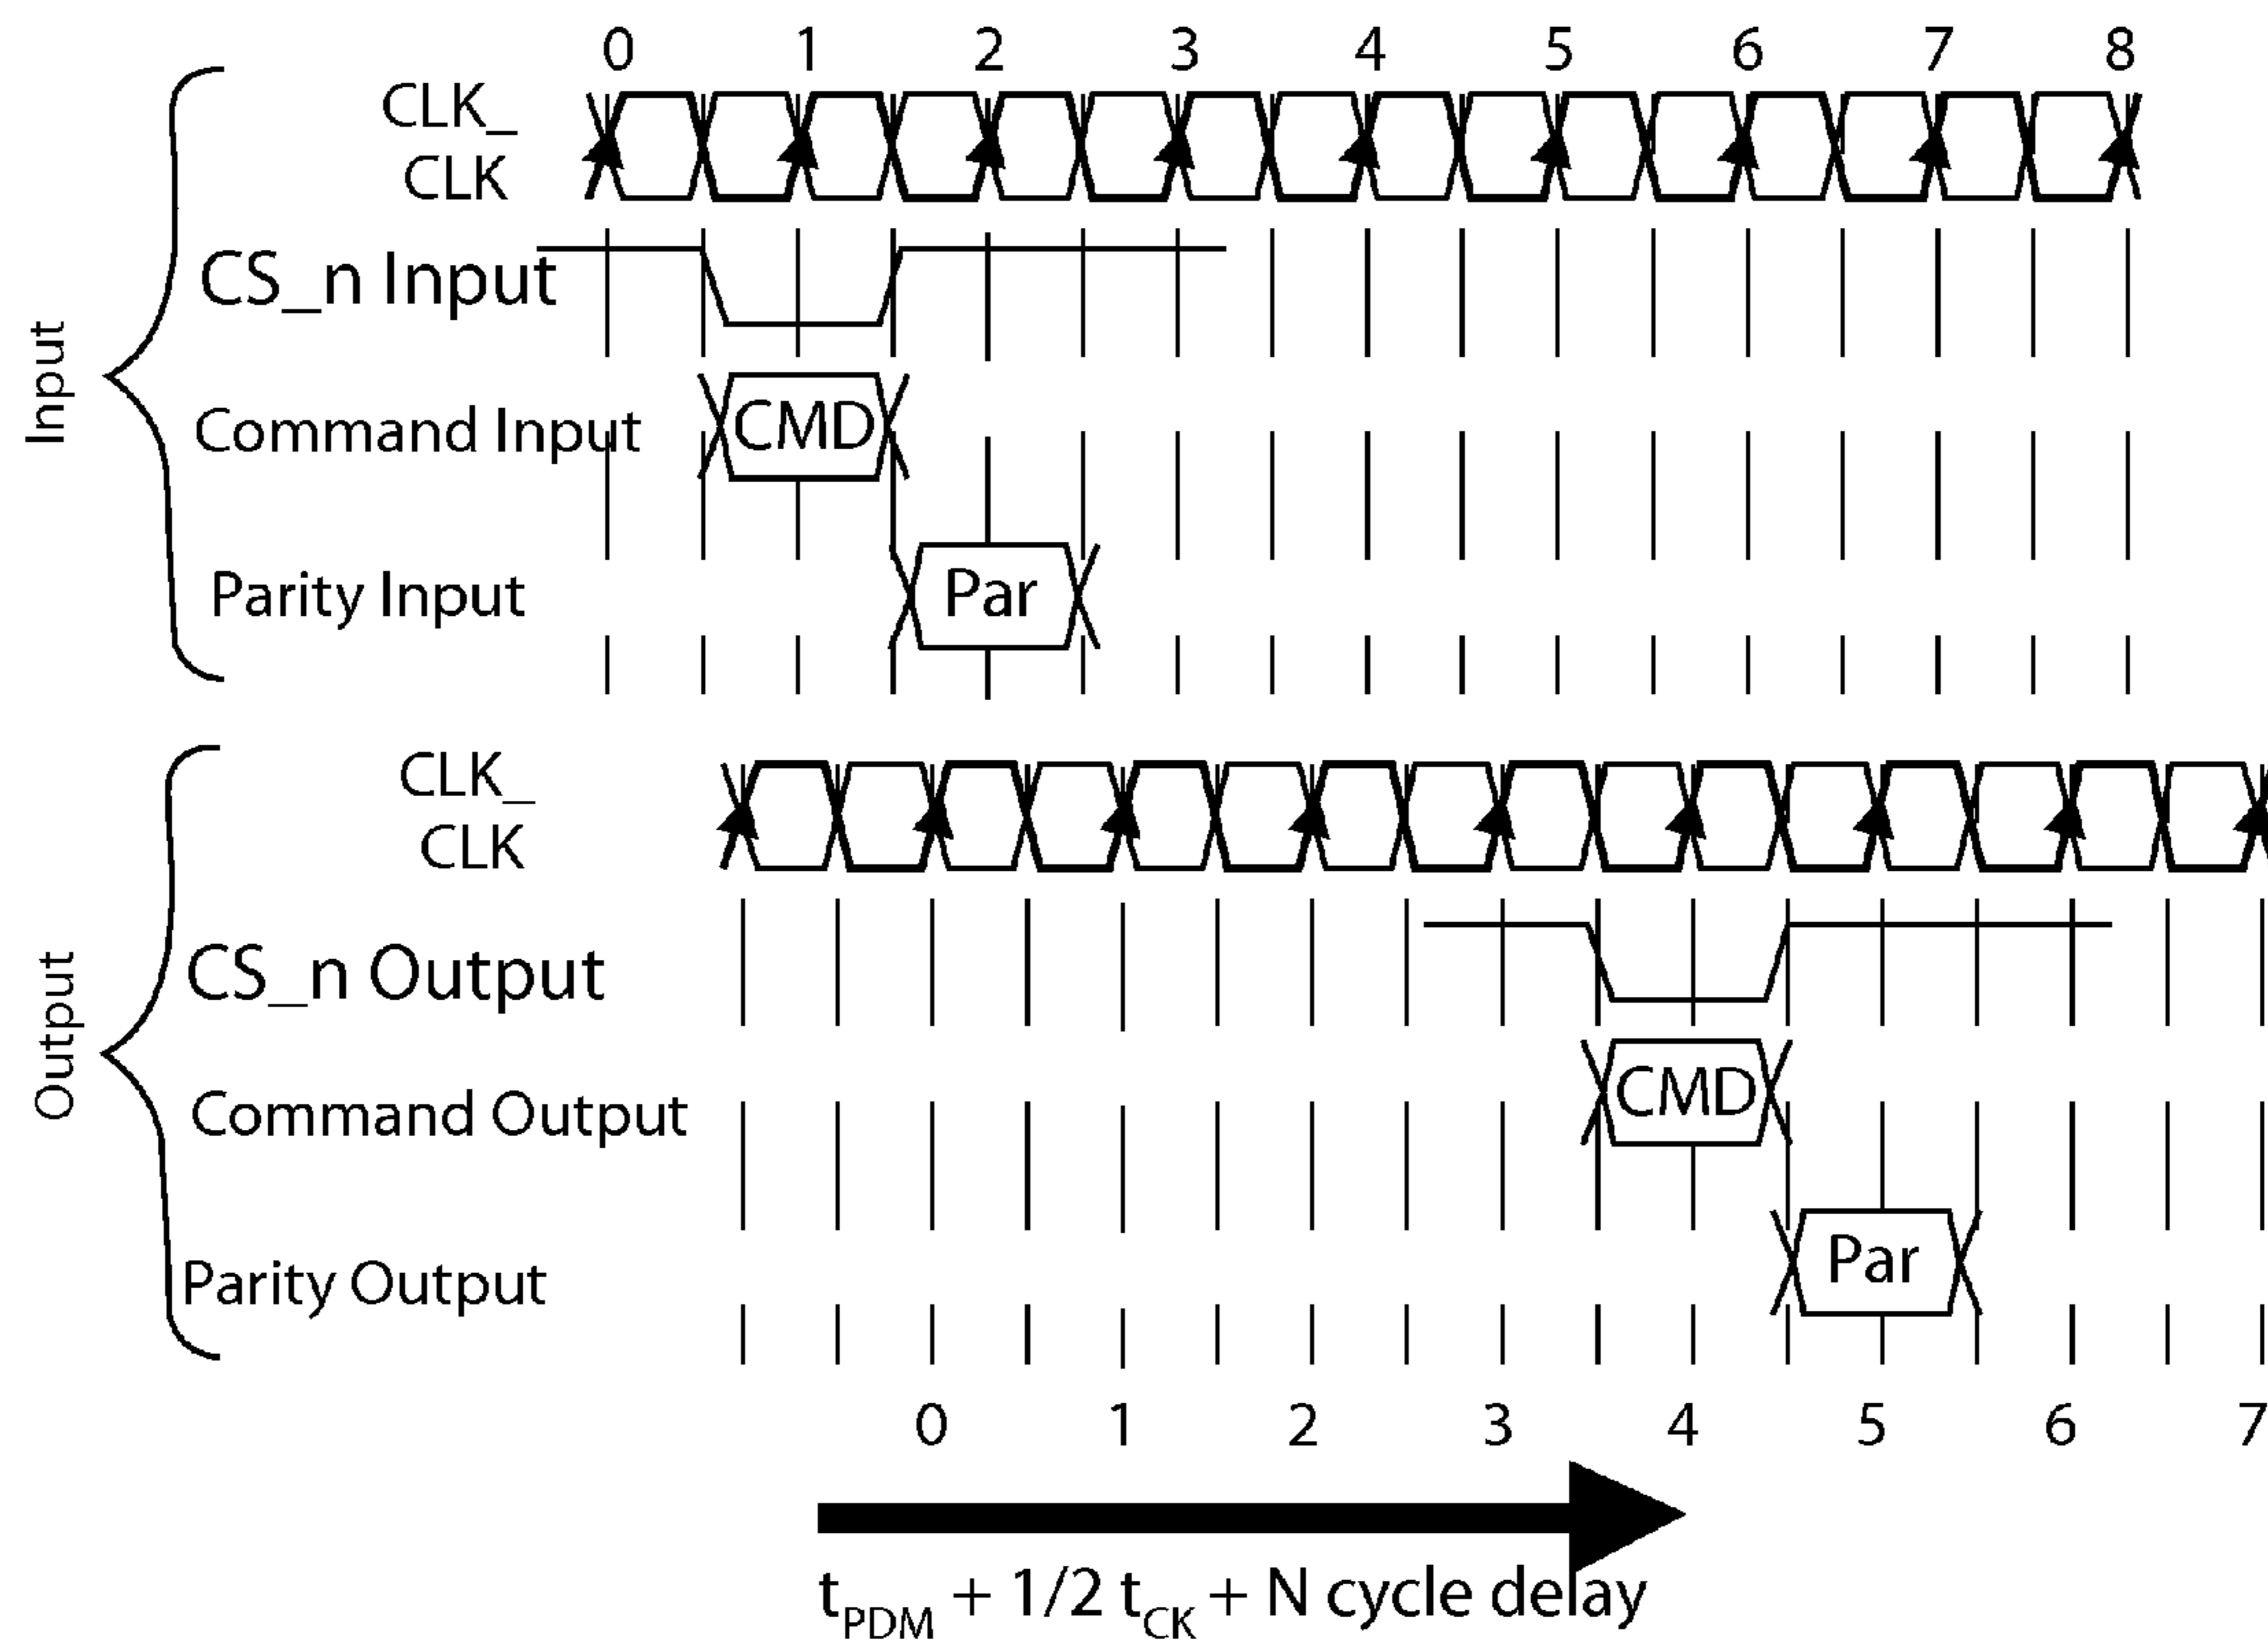 0 1 2 3 4 5 6 7 8
CLK_
CLK
CS_n Input
Input
Command Input
CMD
Parity Input
Par
CLK_
CLK
CS_n Output
Output
Command Output
CMD
Parity Output
Par
0 1 2 3 4 5 6 7
tPDM + 1/2 tCK + N cycle delay